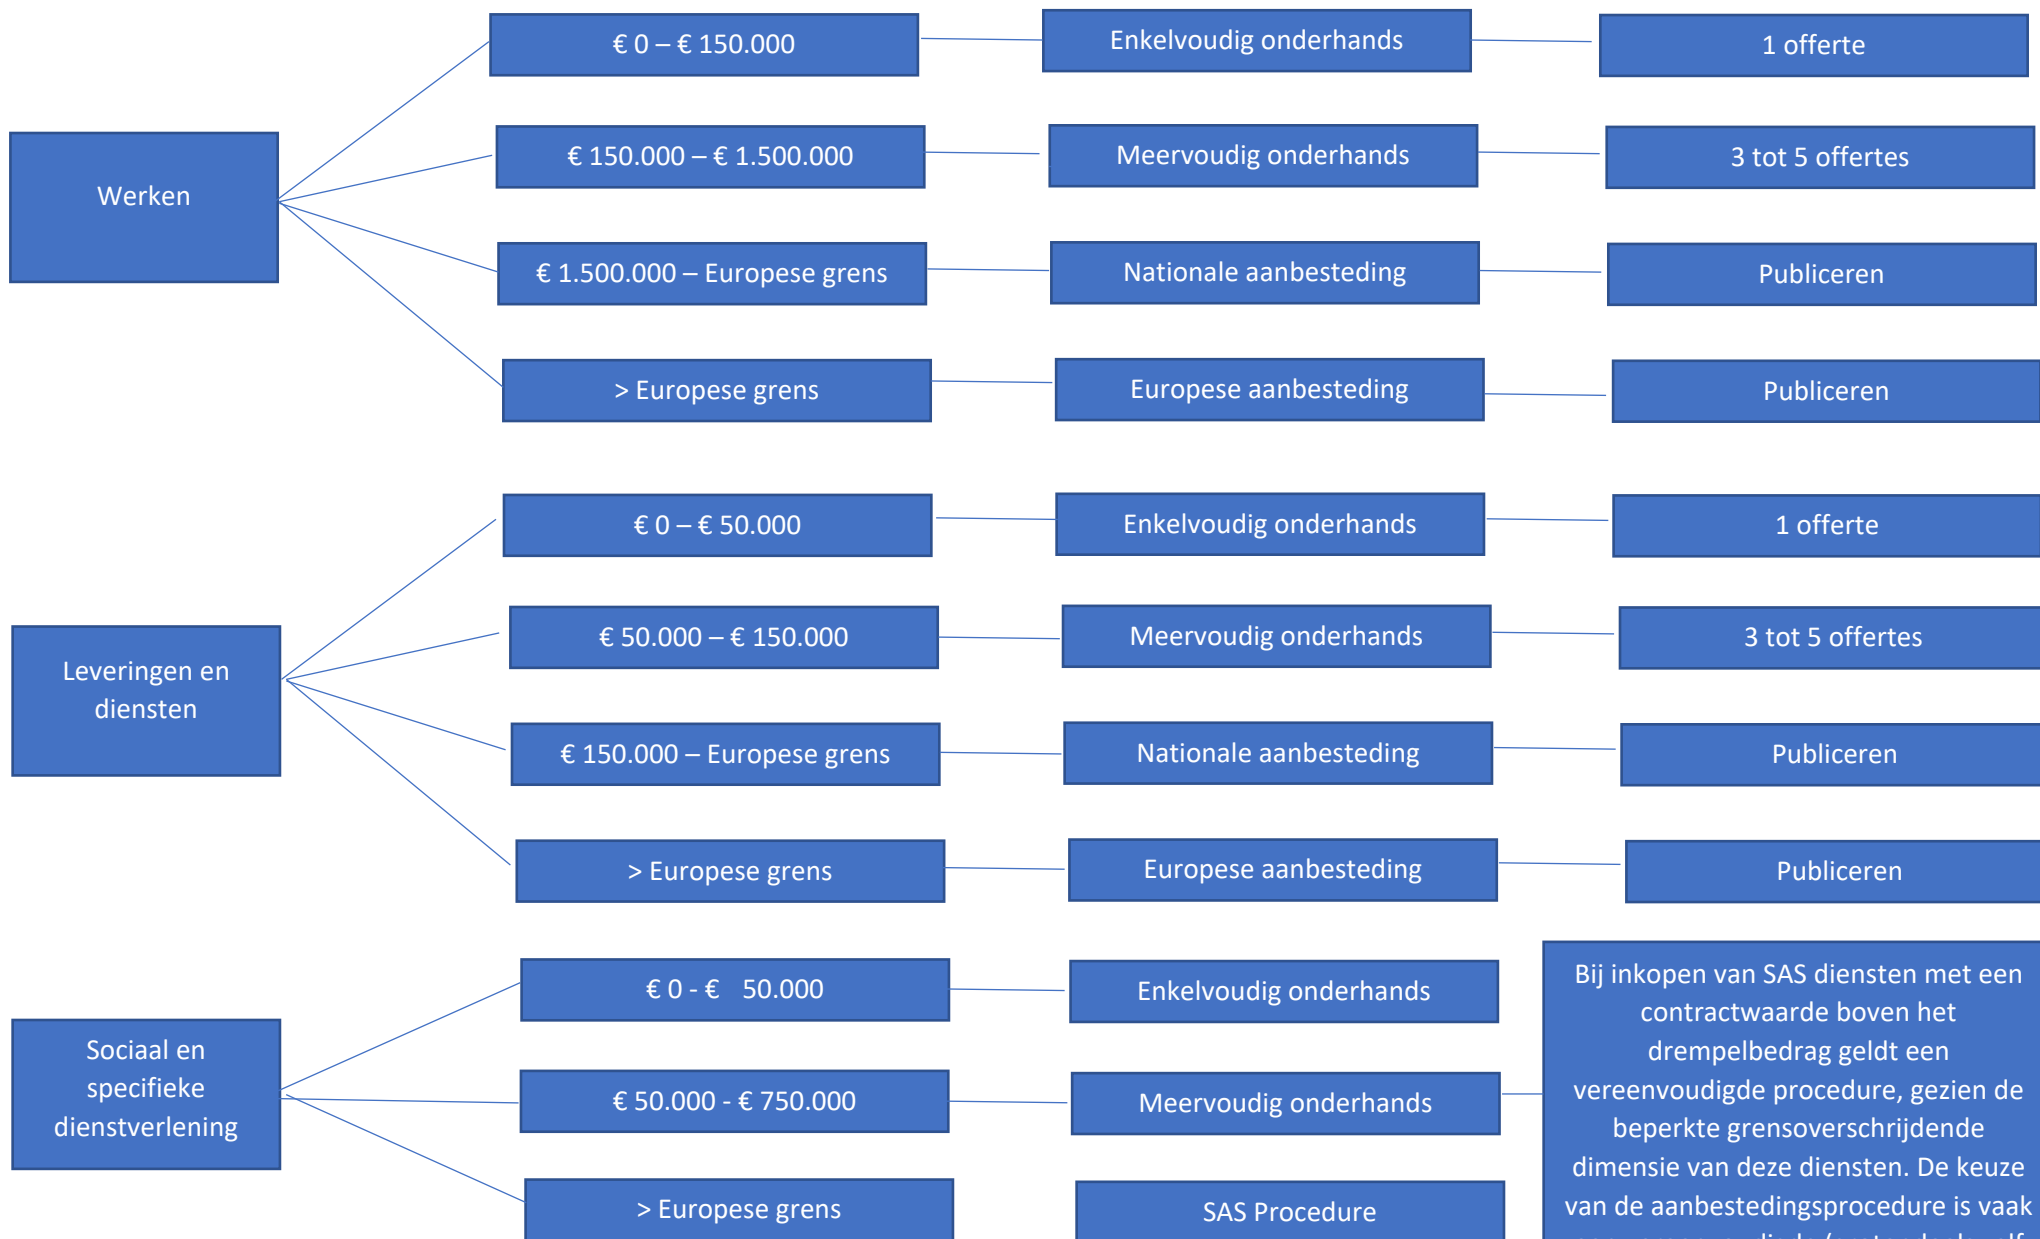 Werken
€ 0 – € 150.000
Enkelvoudig onderhands
1 offerte
€ 150.000 – € 1.500.000
Meervoudig onderhands
3 tot 5 offertes
€ 1.500.000 – Europese grens
Nationale aanbesteding
Publiceren
> Europese grens
Europese aanbesteding
Publiceren
Leveringen en
diensten
€ 0 – € 50.000
Enkelvoudig onderhands
1 offerte
€ 50.000 – € 150.000
Meervoudig onderhands
3 tot 5 offertes
€ 150.000 – Europese grens
Nationale aanbesteding
Publiceren
> Europese grens
Europese aanbesteding
Publiceren
Sociaal en
specifieke
dienstverlening
€ 0 - € 50.000
Enkelvoudig onderhands
€ 50.000 - € 750.000
Meervoudig onderhands
> Europese grens
SAS Procedure
Bij inkopen van SAS diensten met een
contractwaarde boven het
drempelbedrag geldt een
vereenvoudigde procedure, gezien de
beperkte grensoverschrijdende
dimensie van deze diensten. De keuze
van de aanbestedingsprocedure is vaak